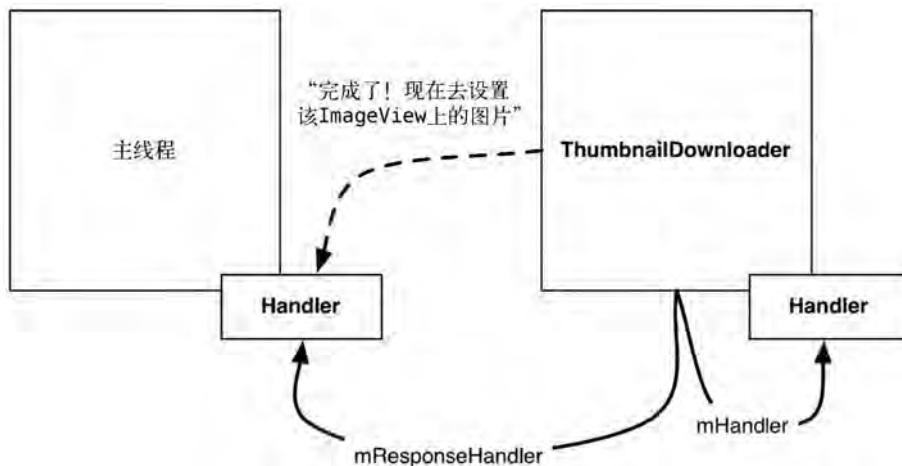 “完成了！现在去设置
该ImageView上的图片”
主线程
ThumbnailDownloader
Handler
Handler
mHandler
mResponseHandler